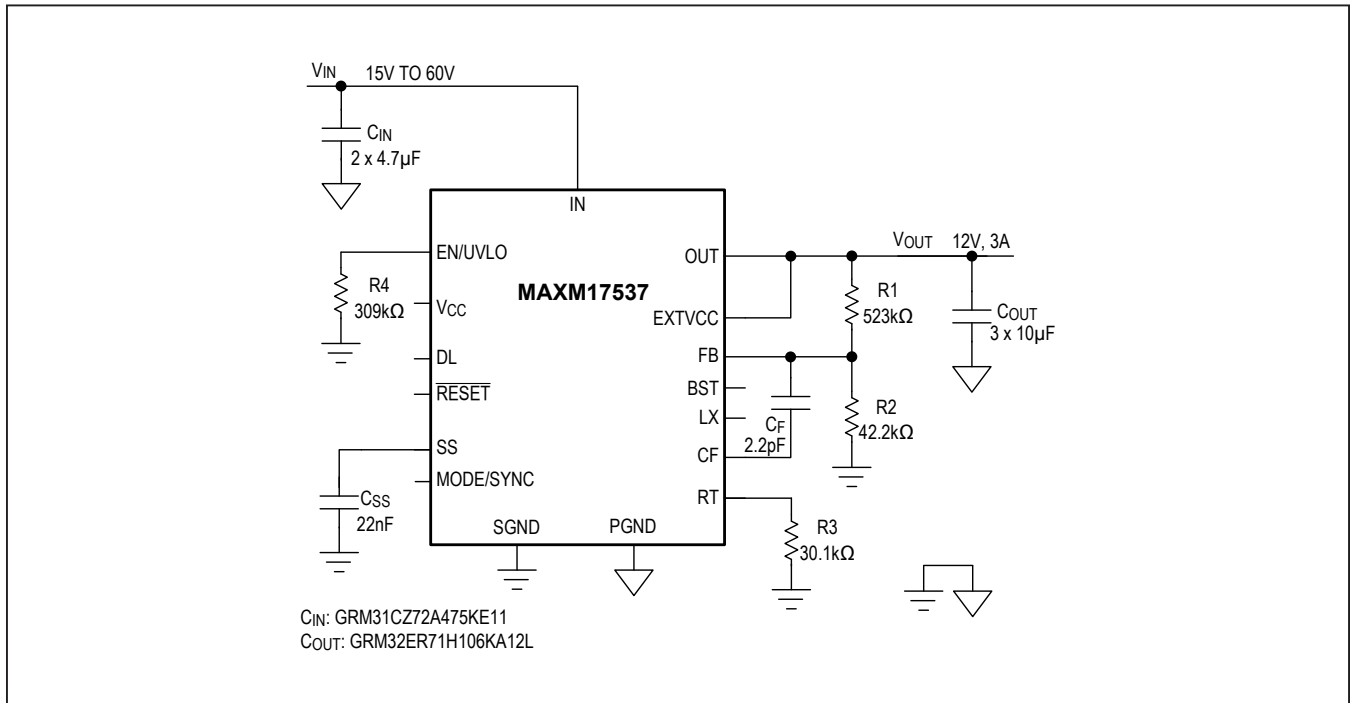 VIN 15V TO 60V
CIN
2 x 4.7µF
IN
EN/UVLO
R4
309kΩ
VCC
DL
RESET
SS
CSS
22nF
MODE/SYNC
SGND
PGND
MAXM17537
OUT
EXTVCC
FB
BST
LX
CF
RT
CF
2.2pF
VOUT 12V, 3A
R1
523kΩ
COUT
3 x 10µF
R2
42.2kΩ
R3
30.1kΩ
CIN: GRM31CZ72A475KE11
COUT: GRM32ER71H106KA12L